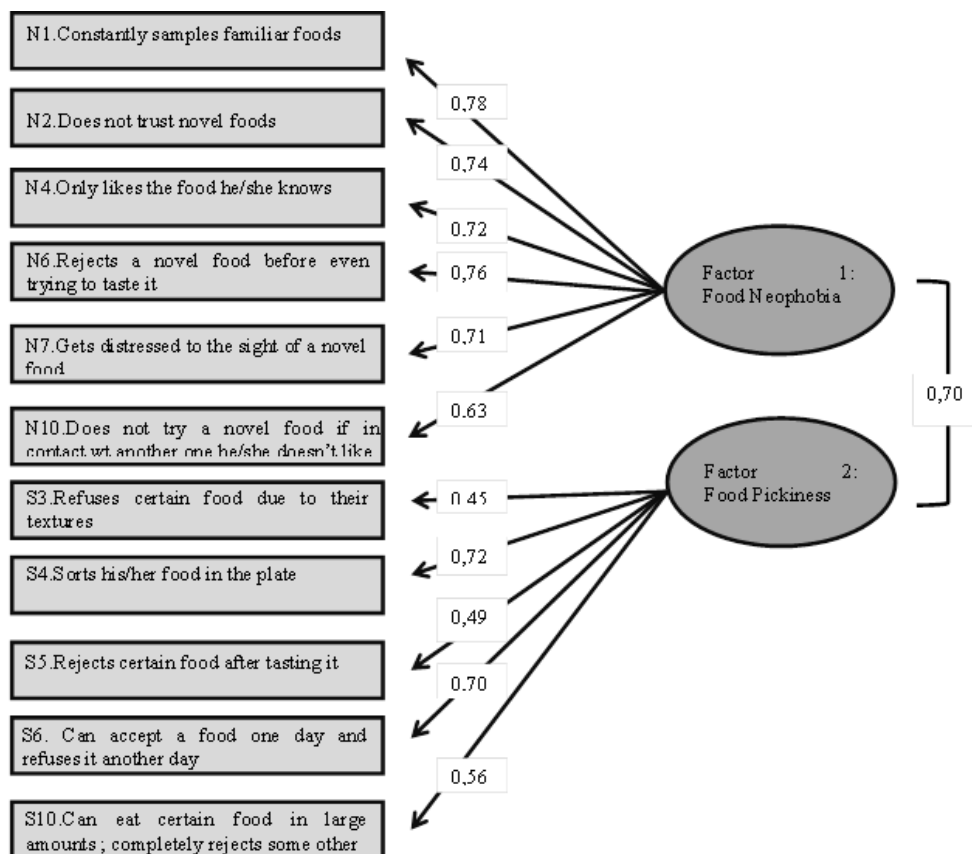 N1.Constantly samples familiar foods
0,78
N2.Does not trust novel foods
0,74
N4.Only likes the food he/she knows
0.72
N6.Rejects a novel food before even
trying to taste it
0,76
Factor 1:
Food Neophobia
N7.Gets distressed to the sight of a novel
food
0,71
0,70
N10.Does not try a novel food if in
contact wt another one he/she doesn't like
0.63
Factor 2:
Food Pickiness
S3.Refuses certain food due to their
textures
0.45
S4.Sorts his/her food in the plate
0,72
0,49
S5.Rejects certain food after tasting it
0.70
S6. Can accept a food one day and
refuses it another day
0,56
S10.Can eat certain food in large
amounts ; completely rejects some other